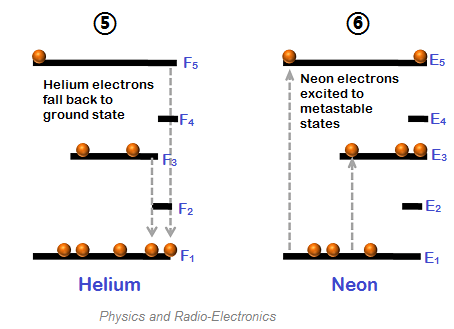 ⑤
⑥
F5
Helium electrons
fall back to
ground state
F4
F3
F2
F1
Helium
E5
Neon electrons
excited to
metastable
states
E4
E3
E2
E1
Neon
Physics and Radio-Electronics